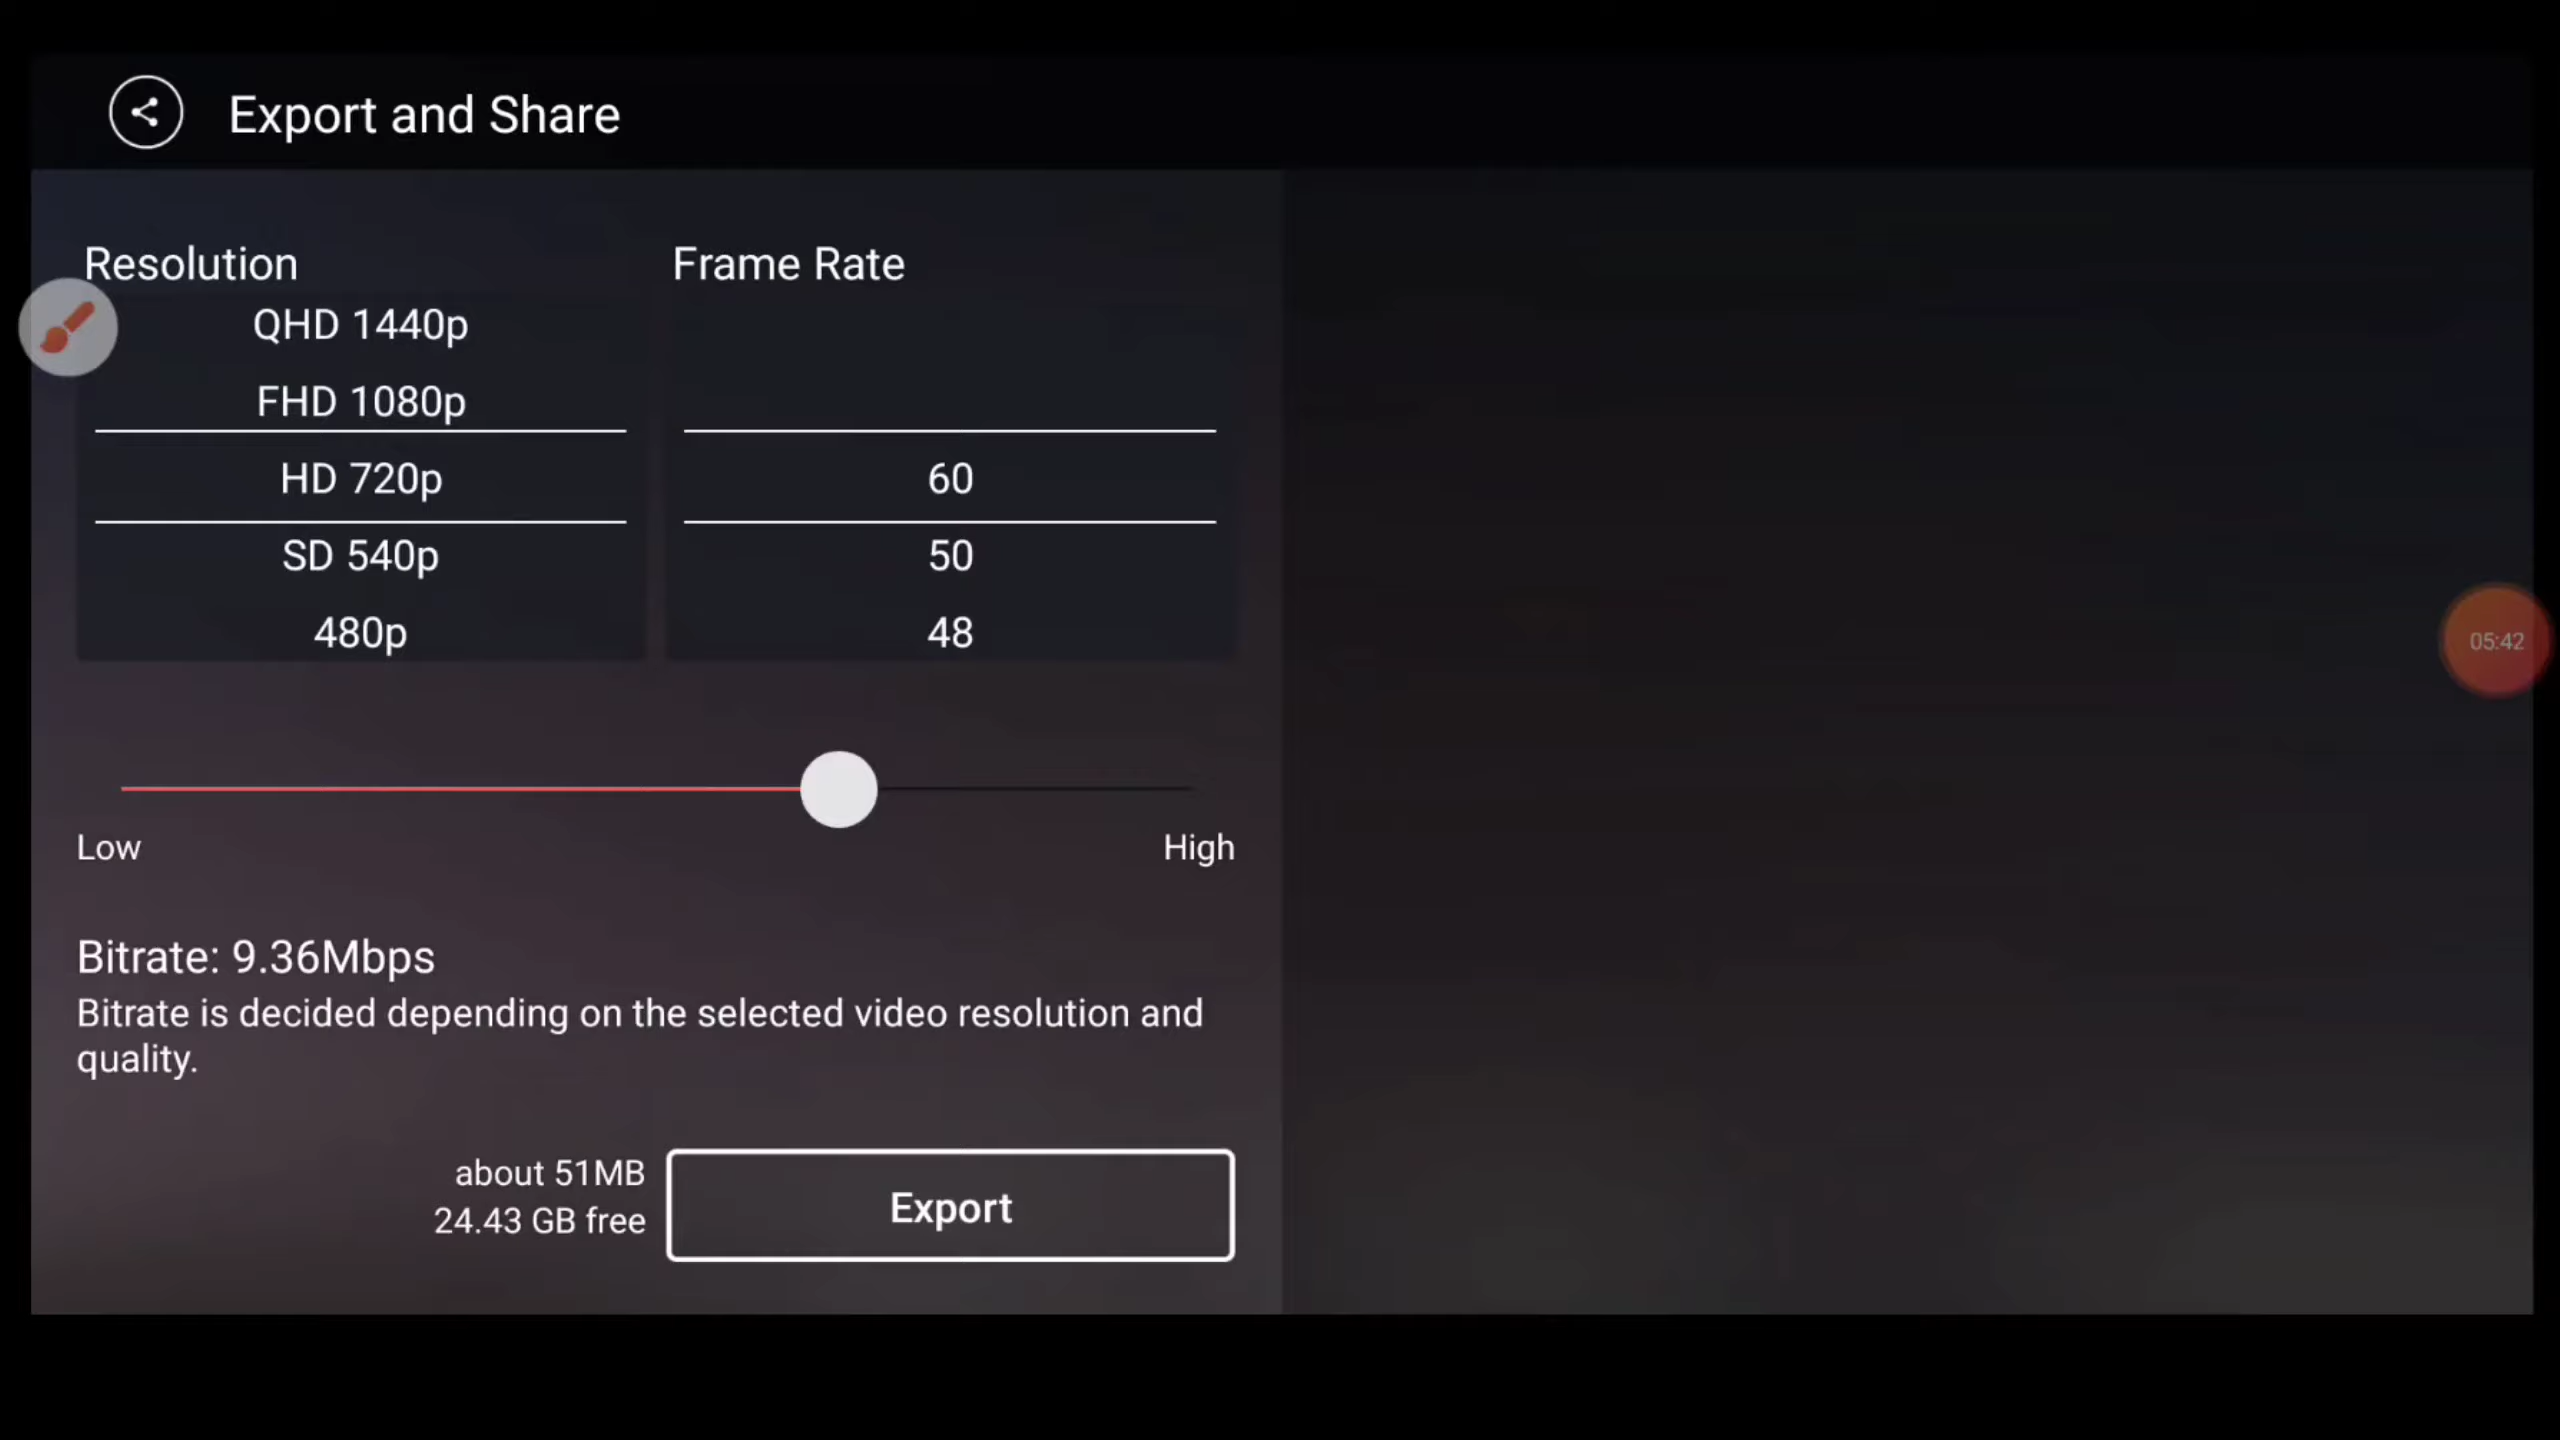 Export and Share
Resolution
Frame Rate
QHD 1440p
FHD 1080p
HD 720p
60
SD 540p
50
480p
48
05:42
Low
High
Bitrate: 9.36Mbps
Bitrate is decided depending on the selected video resolution and
quality.
about 51MB
24.43 GB free
Export